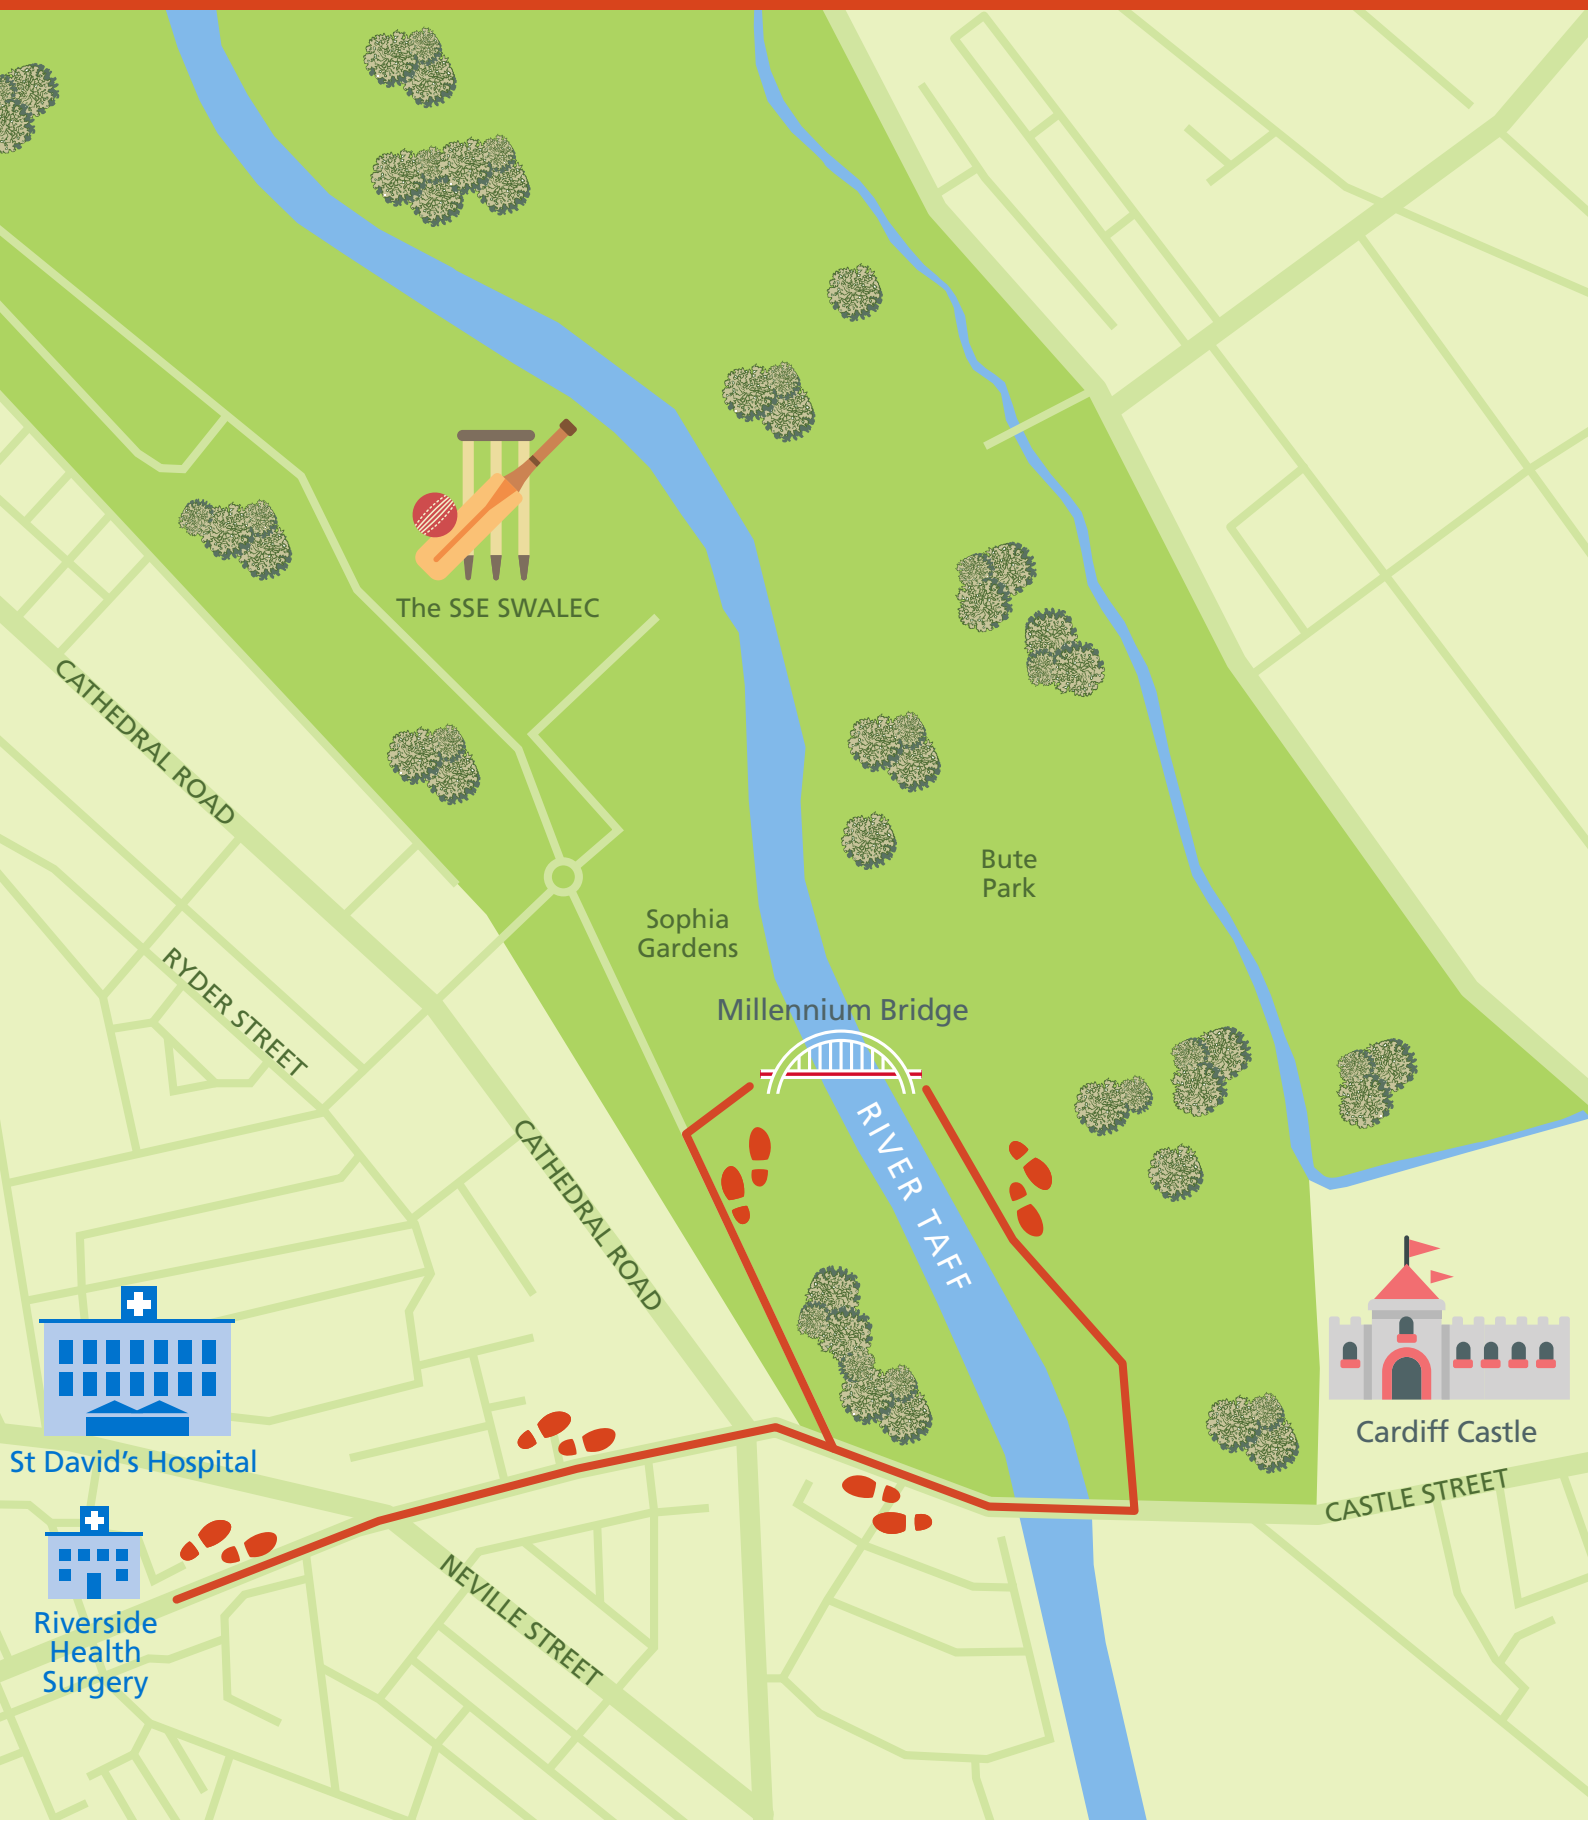 The SSE SWALEC
CATHEDRAL ROAD
Bute
Park
Sophia
Gardens
RYDER STREET
Millennium Bridge
RIVER TAFF
CATHEDRAL ROAD
Cardiff Castle
St David's Hospital
CASTLE STREET
NEVILLE STREET
Riverside
Health
Surgery